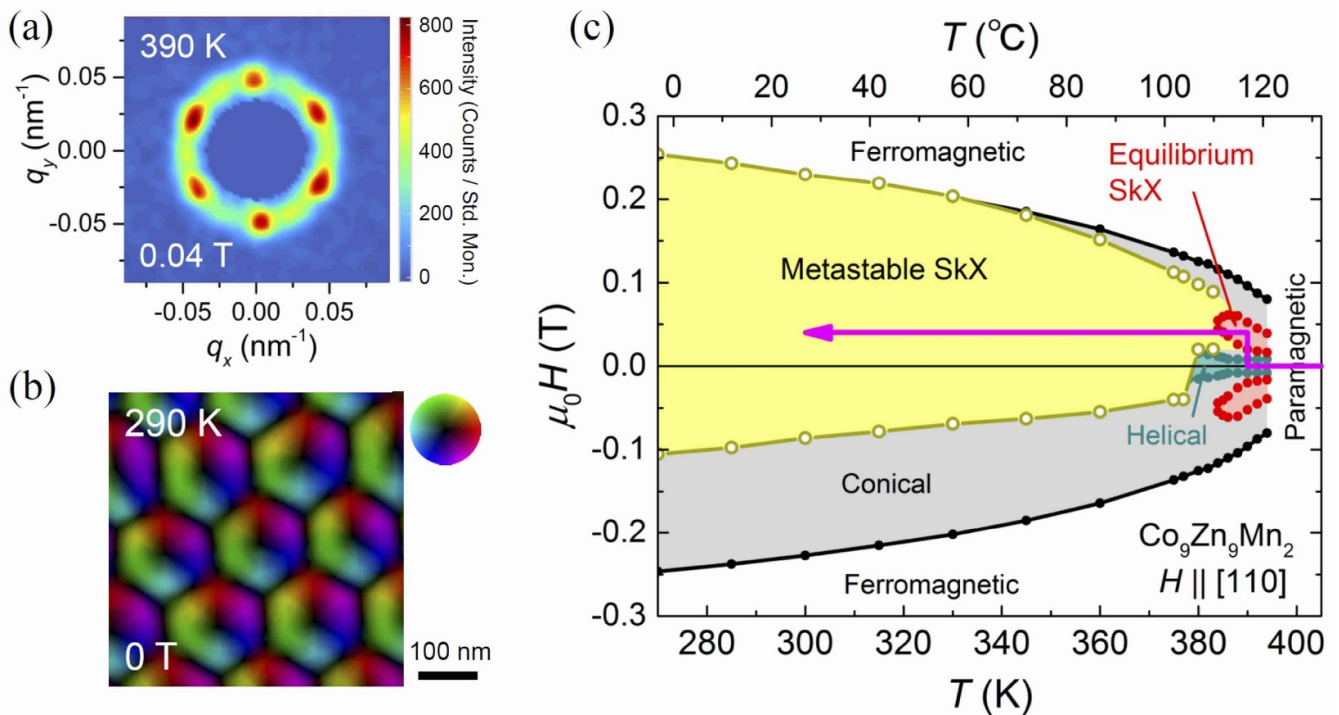 (a)
390 K
0.04 T
0.05
0.00
-0.05
q_y (nm⁻¹)
-0.05 0.00 0.05
q_x (nm⁻¹)
800
600
400
200
0
Intensity (Counts / Std. Mon.)
(b)
290 K
0 T
100 nm
(c)
T (°C)
0 20 40 60 80 100 120
0.3
0.2
0.1
0.0
-0.1
-0.2
-0.3
μ₀H (T)
Ferromagnetic
Equilibrium
SkX
Metastable SkX
Paramagnetic
Helical
Conical
Co₉Zn₉Mn₂
H || [110]
Ferromagnetic
280 300 320 340 360 380 400
T (K)